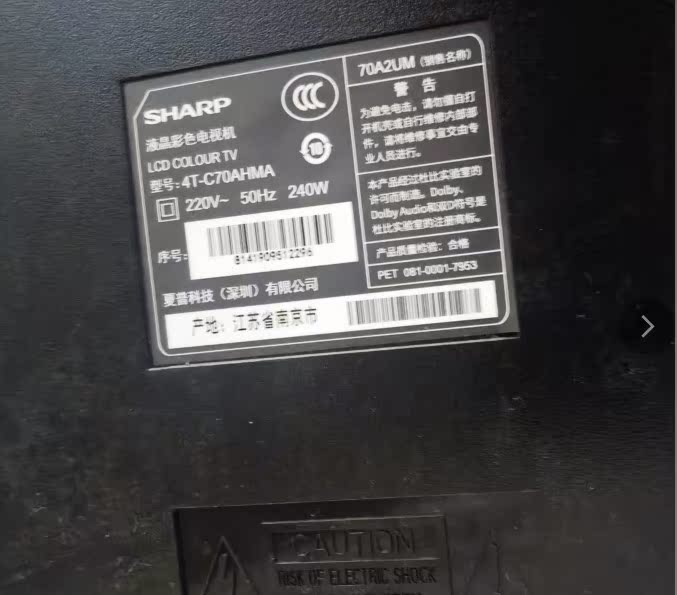 SHARP
液晶彩色电视机
LCD COLOUR TV
型号: 4T-C70AHMA
220V~ 50Hz 240W
序号:
8141909512296
夏普科技（深圳）有限公司
产地: 江苏省南京市
CCC
10
70A2UM (销售名称)
警 告
为避免电击，请勿擅自打
开机壳或自行维修内部部
件，请将维修事宜交由专
业人员进行。
本产品经过杜比实验室的
许可而制造。Dolby、
Dolby Audio和双D符号是
杜比实验室的注册商标。
产品质量检验: 合格
PET 081-0001-7953
CAUTION
RISK OF ELECTRIC SHOCK